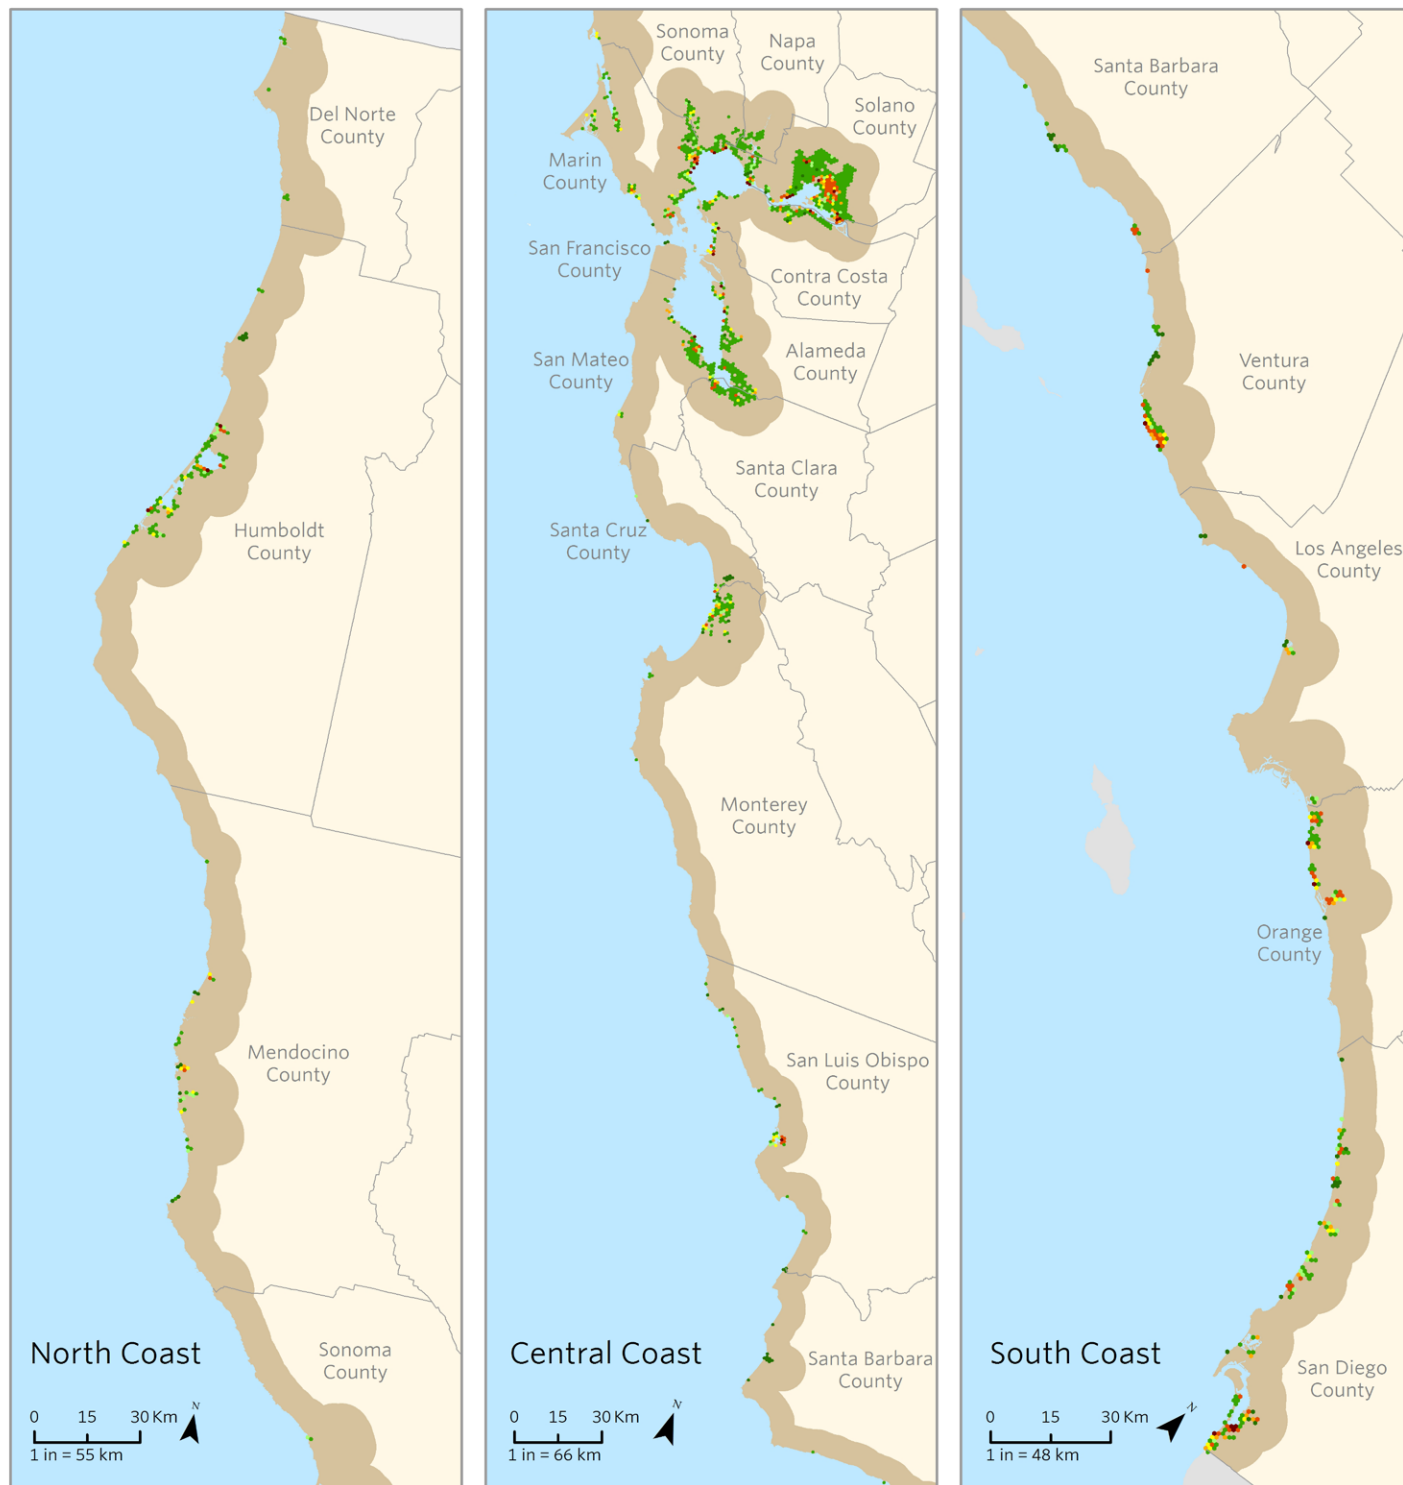 Del Norte
County
Humboldt
County
Mendocino
County
Sonoma
County
North Coast
0 15 30 Km
N
1 in = 55 km
Sonoma
County
Napa
County
Solano
County
Marin
County
San Francisco
County
Contra Costa
County
San Mateo
County
Alameda
County
Santa Clara
County
Santa Cruz
County
Monterey
County
San Luis Obispo
County
Santa Barbara
County
Central Coast
0 15 30 Km
N
1 in = 66 km
Santa Barbara
County
Ventura
County
Los Angeles
County
Orange
County
San Diego
County
South Coast
0 15 30 Km
N
1 in = 48 km